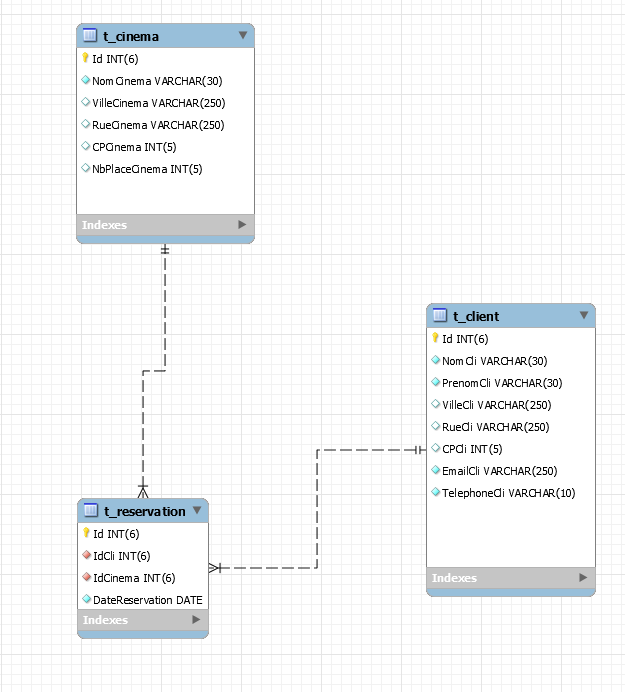 t_cinema
Id INT(6)
NomCinema VARCHAR(30)
VilleCinema VARCHAR(250)
RueCinema VARCHAR(250)
CPCinema INT(5)
NbPlaceCinema INT(5)
Indexes
t_client
Id INT(6)
NomCli VARCHAR(30)
PrenomCli VARCHAR(30)
VilleCli VARCHAR(250)
RueCli VARCHAR(250)
CPCli INT(5)
EmailCli VARCHAR(250)
TelephoneCli VARCHAR(10)
Indexes
t_reservation
Id INT(6)
IdCli INT(6)
IdCinema INT(6)
DateReservation DATE
Indexes